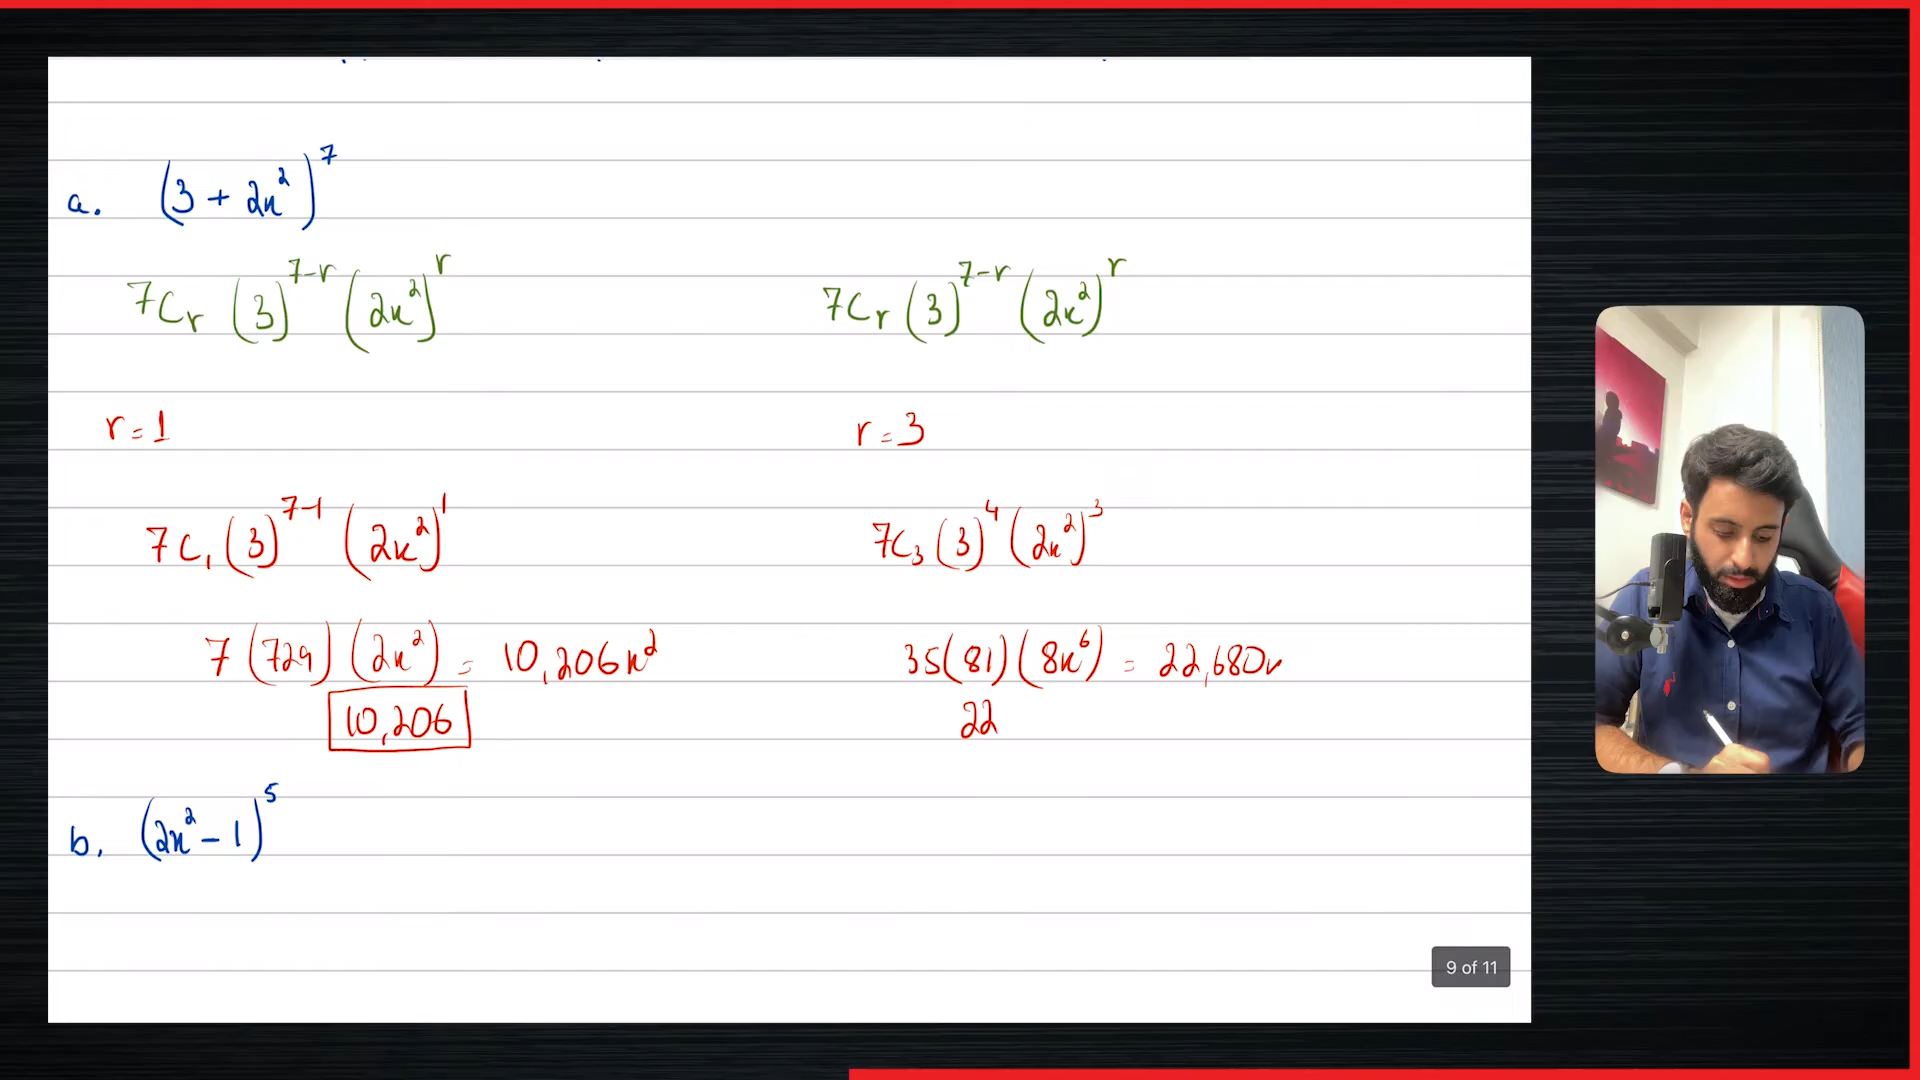 a. (3 + 2x²)⁷
7Cr (3)⁷⁻ʳ (2x²)ʳ
7Cr (3)⁷⁻ʳ (2x²)ʳ
r = 1
r = 3
7C₁ (3)⁷⁻¹ (2x²)¹
7C₃ (3)⁴ (2x²)³
7 (729) (2x²) = 10,206x²
10,206
35(81)(8x⁶) = 22,680x
22
b. (2x² - 1)⁵
9 of 11